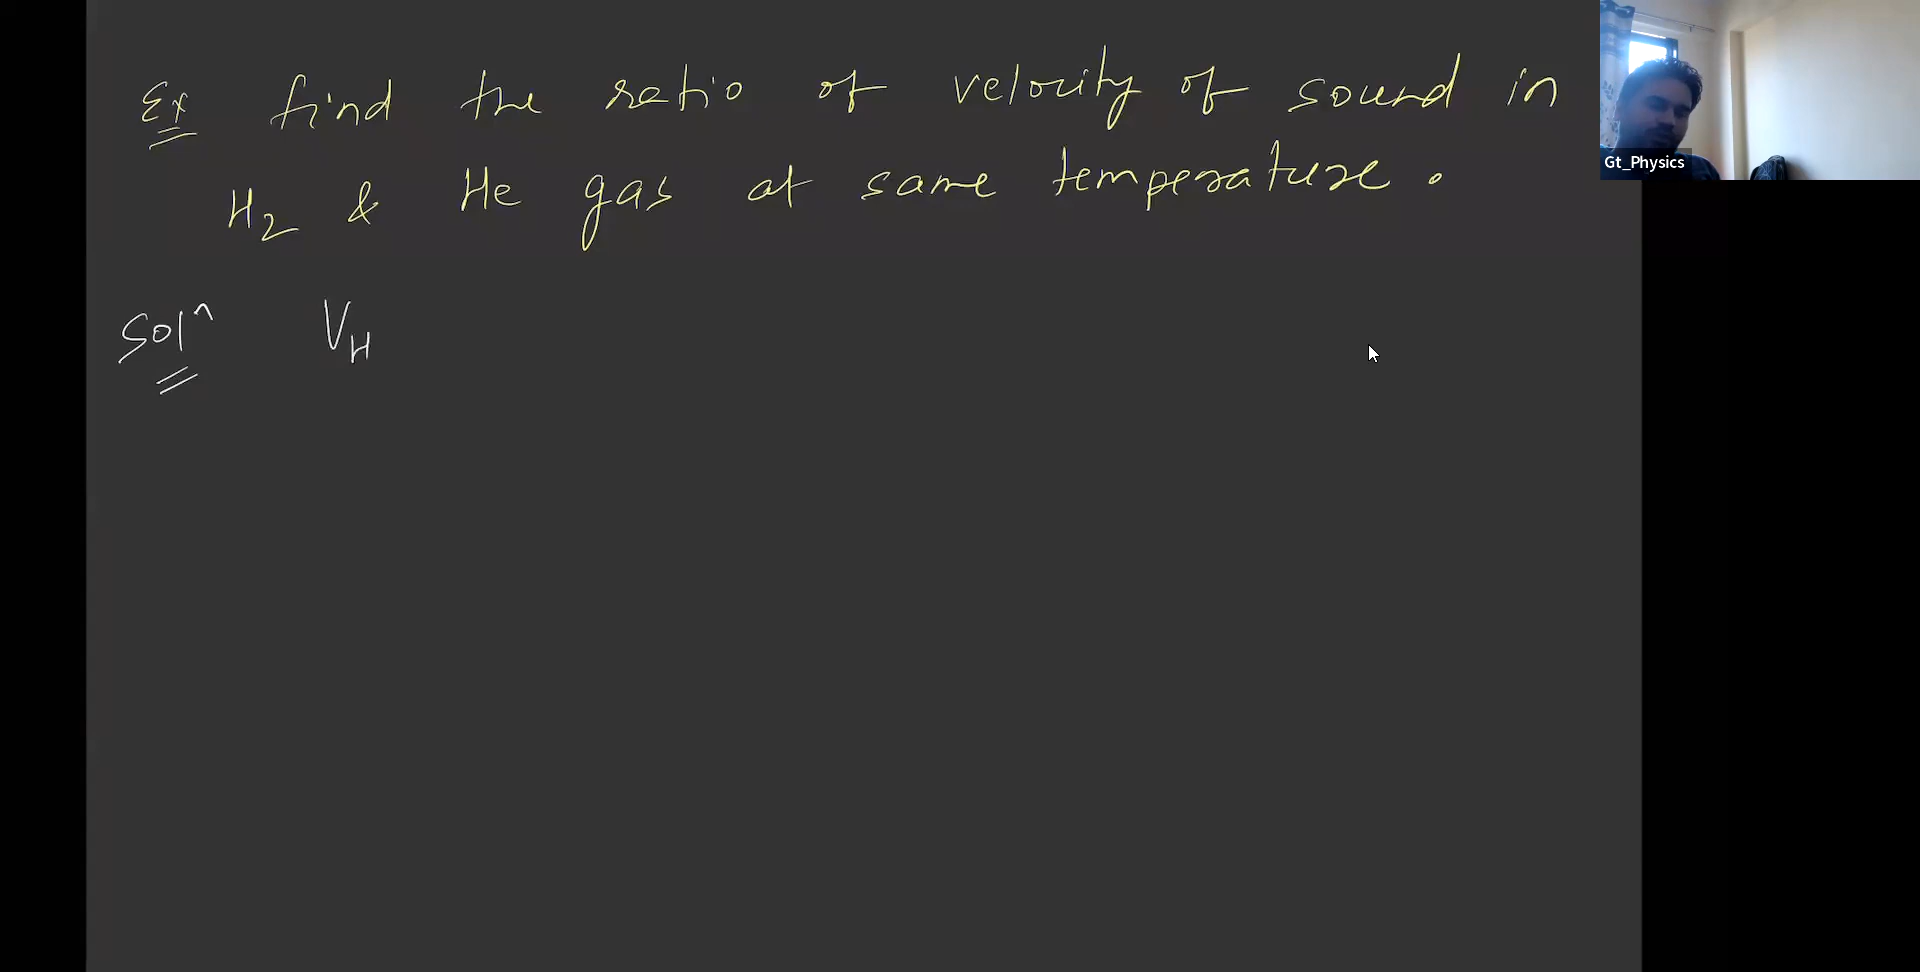 Ex find the ratio of velocity of sound in
H2 & He gas at same temperature.
Soln VH
Gt_Physics